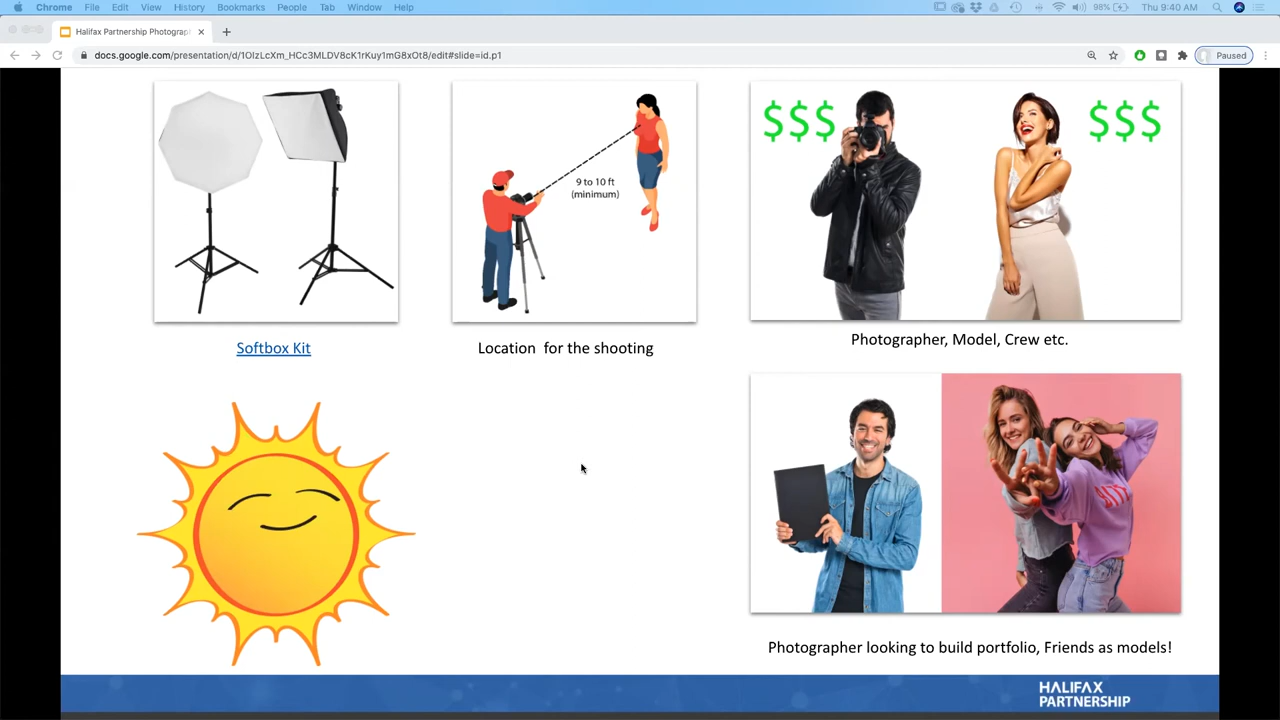 Chrome File Edit View History Bookmarks People Tab Window Help 98% Thu 9:40 AM
Halifax Partnership Photograp
docs.google.com/presentation/d/1OIzLcXm_HCc3MLDV8cK1rKuy1mG8xOt8/edit#slide=id.p1 Paused
$$$ $$$
9 to 10 ft
(minimum)
Softbox Kit
Location for the shooting
Photographer, Model, Crew etc.
Photographer looking to build portfolio, Friends as models!
HALIFAX
PARTNERSHIP